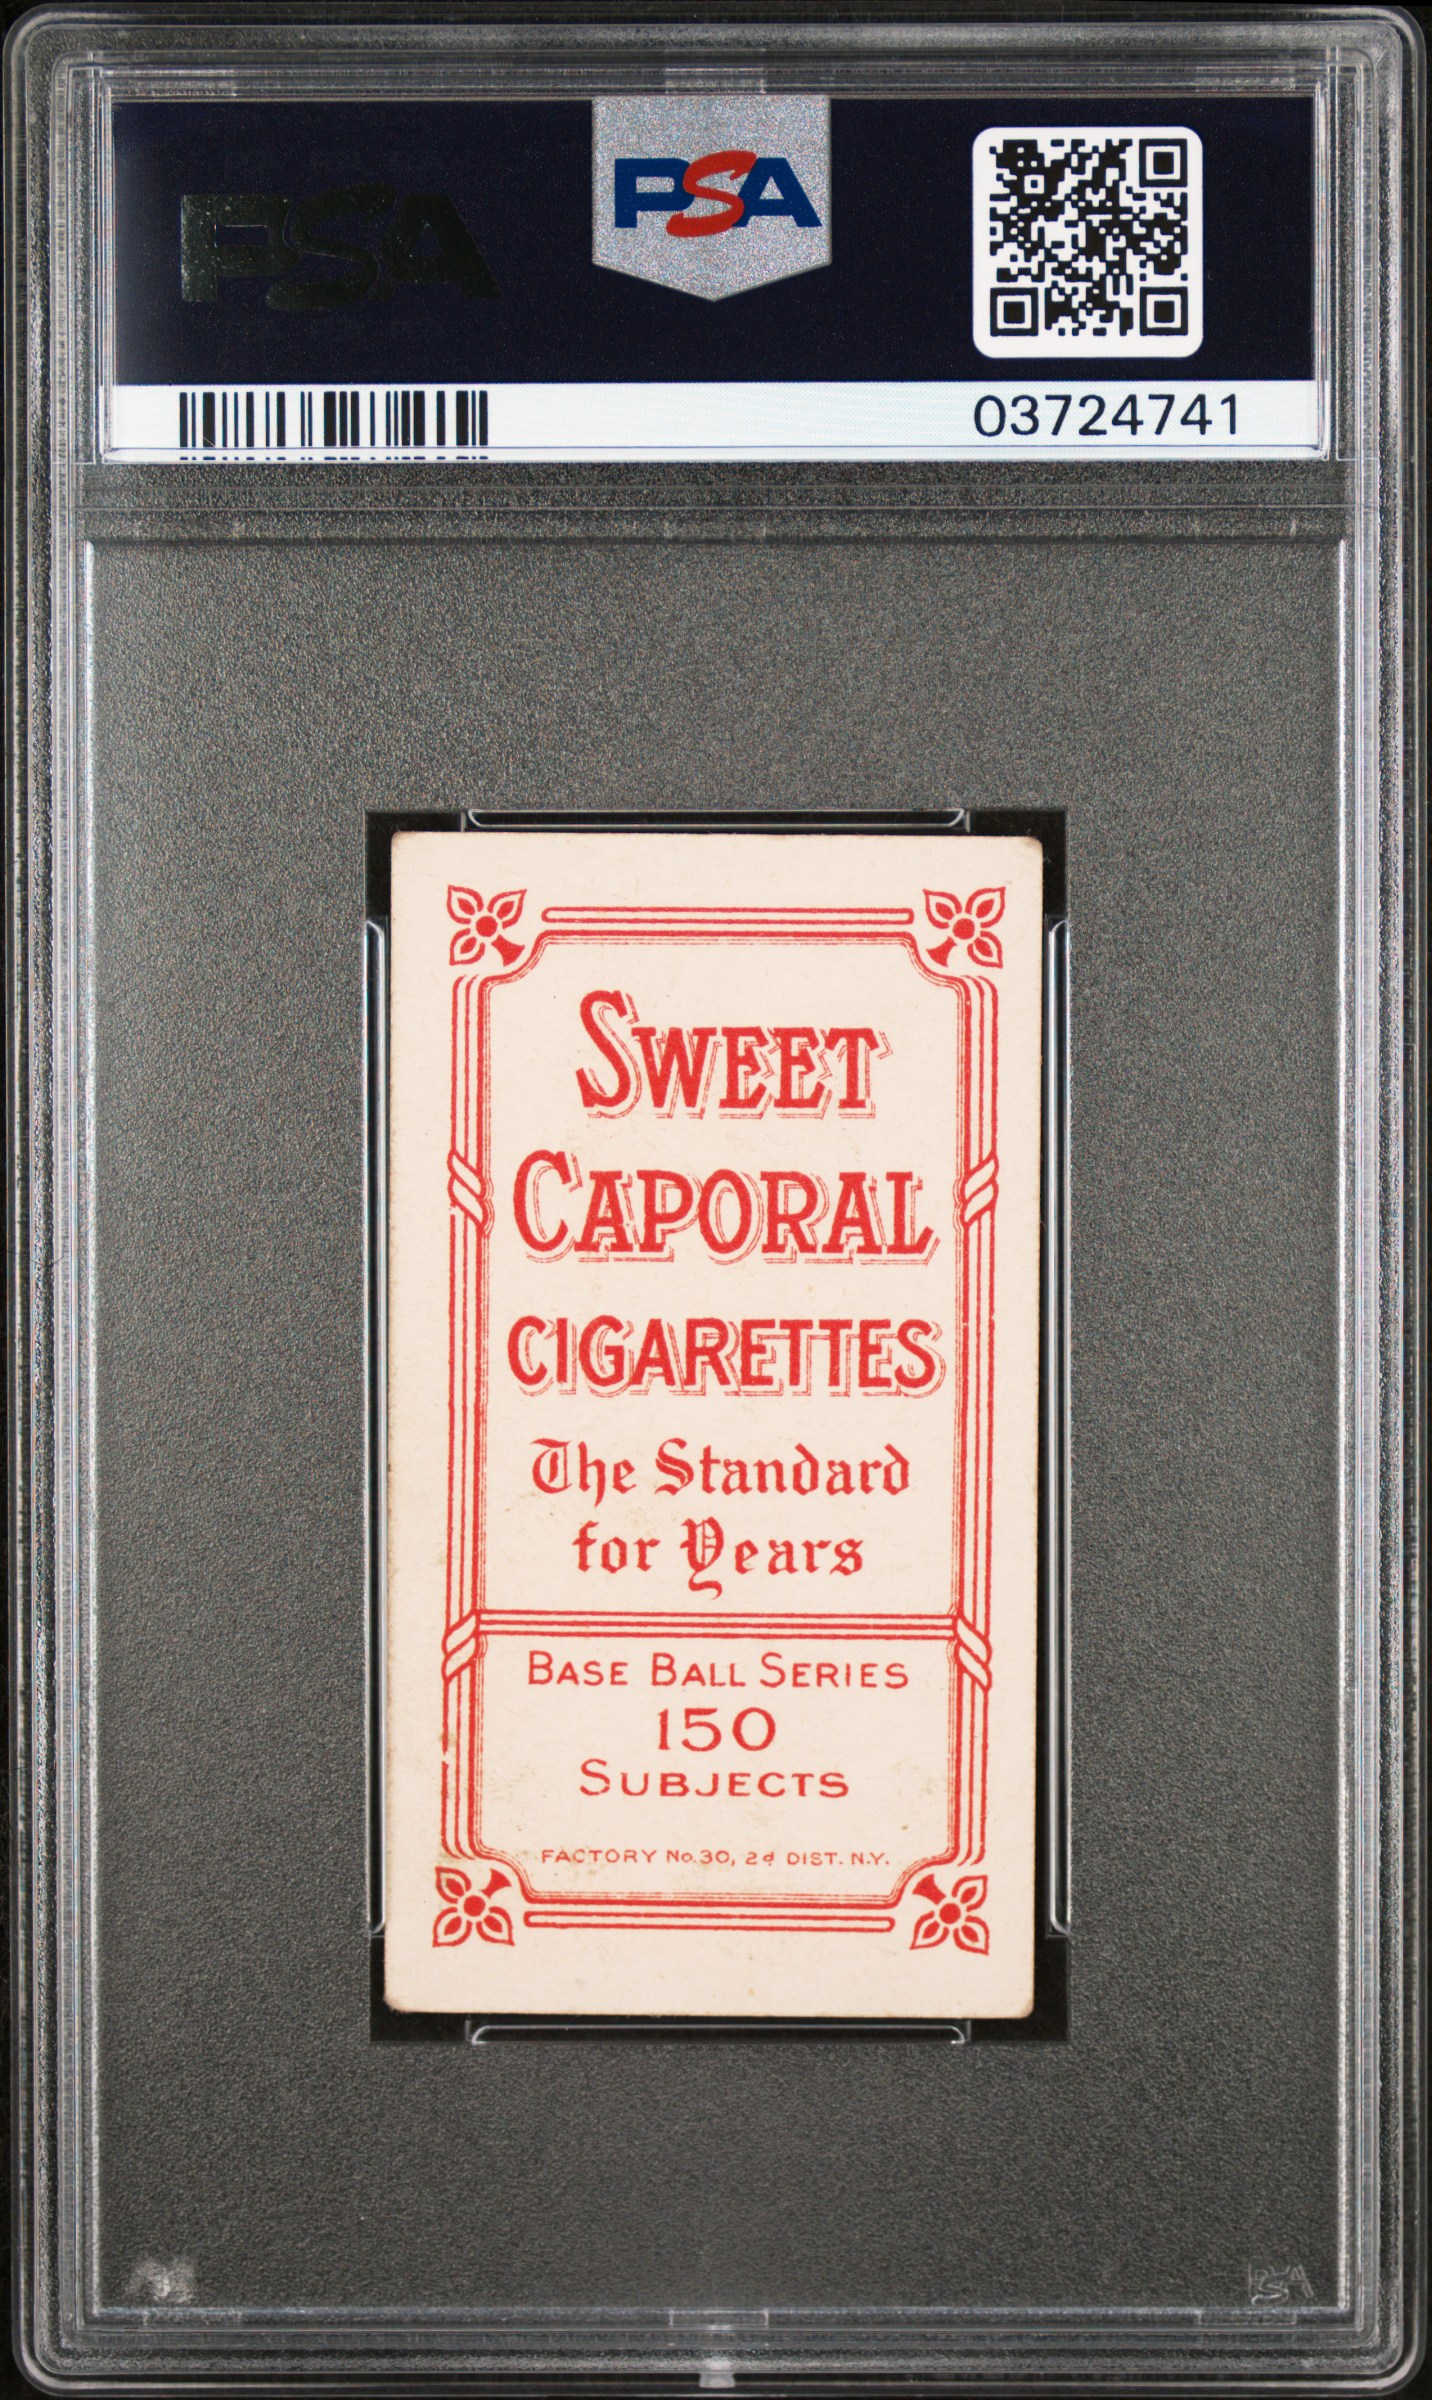 PSA
PSA
03724741
SWEET
CAPORAL
CIGARETTES
The Standard
for Years
BASE BALL SERIES
150
SUBJECTS
FACTORY No. 30, 2d DIST. N.Y.
PSA